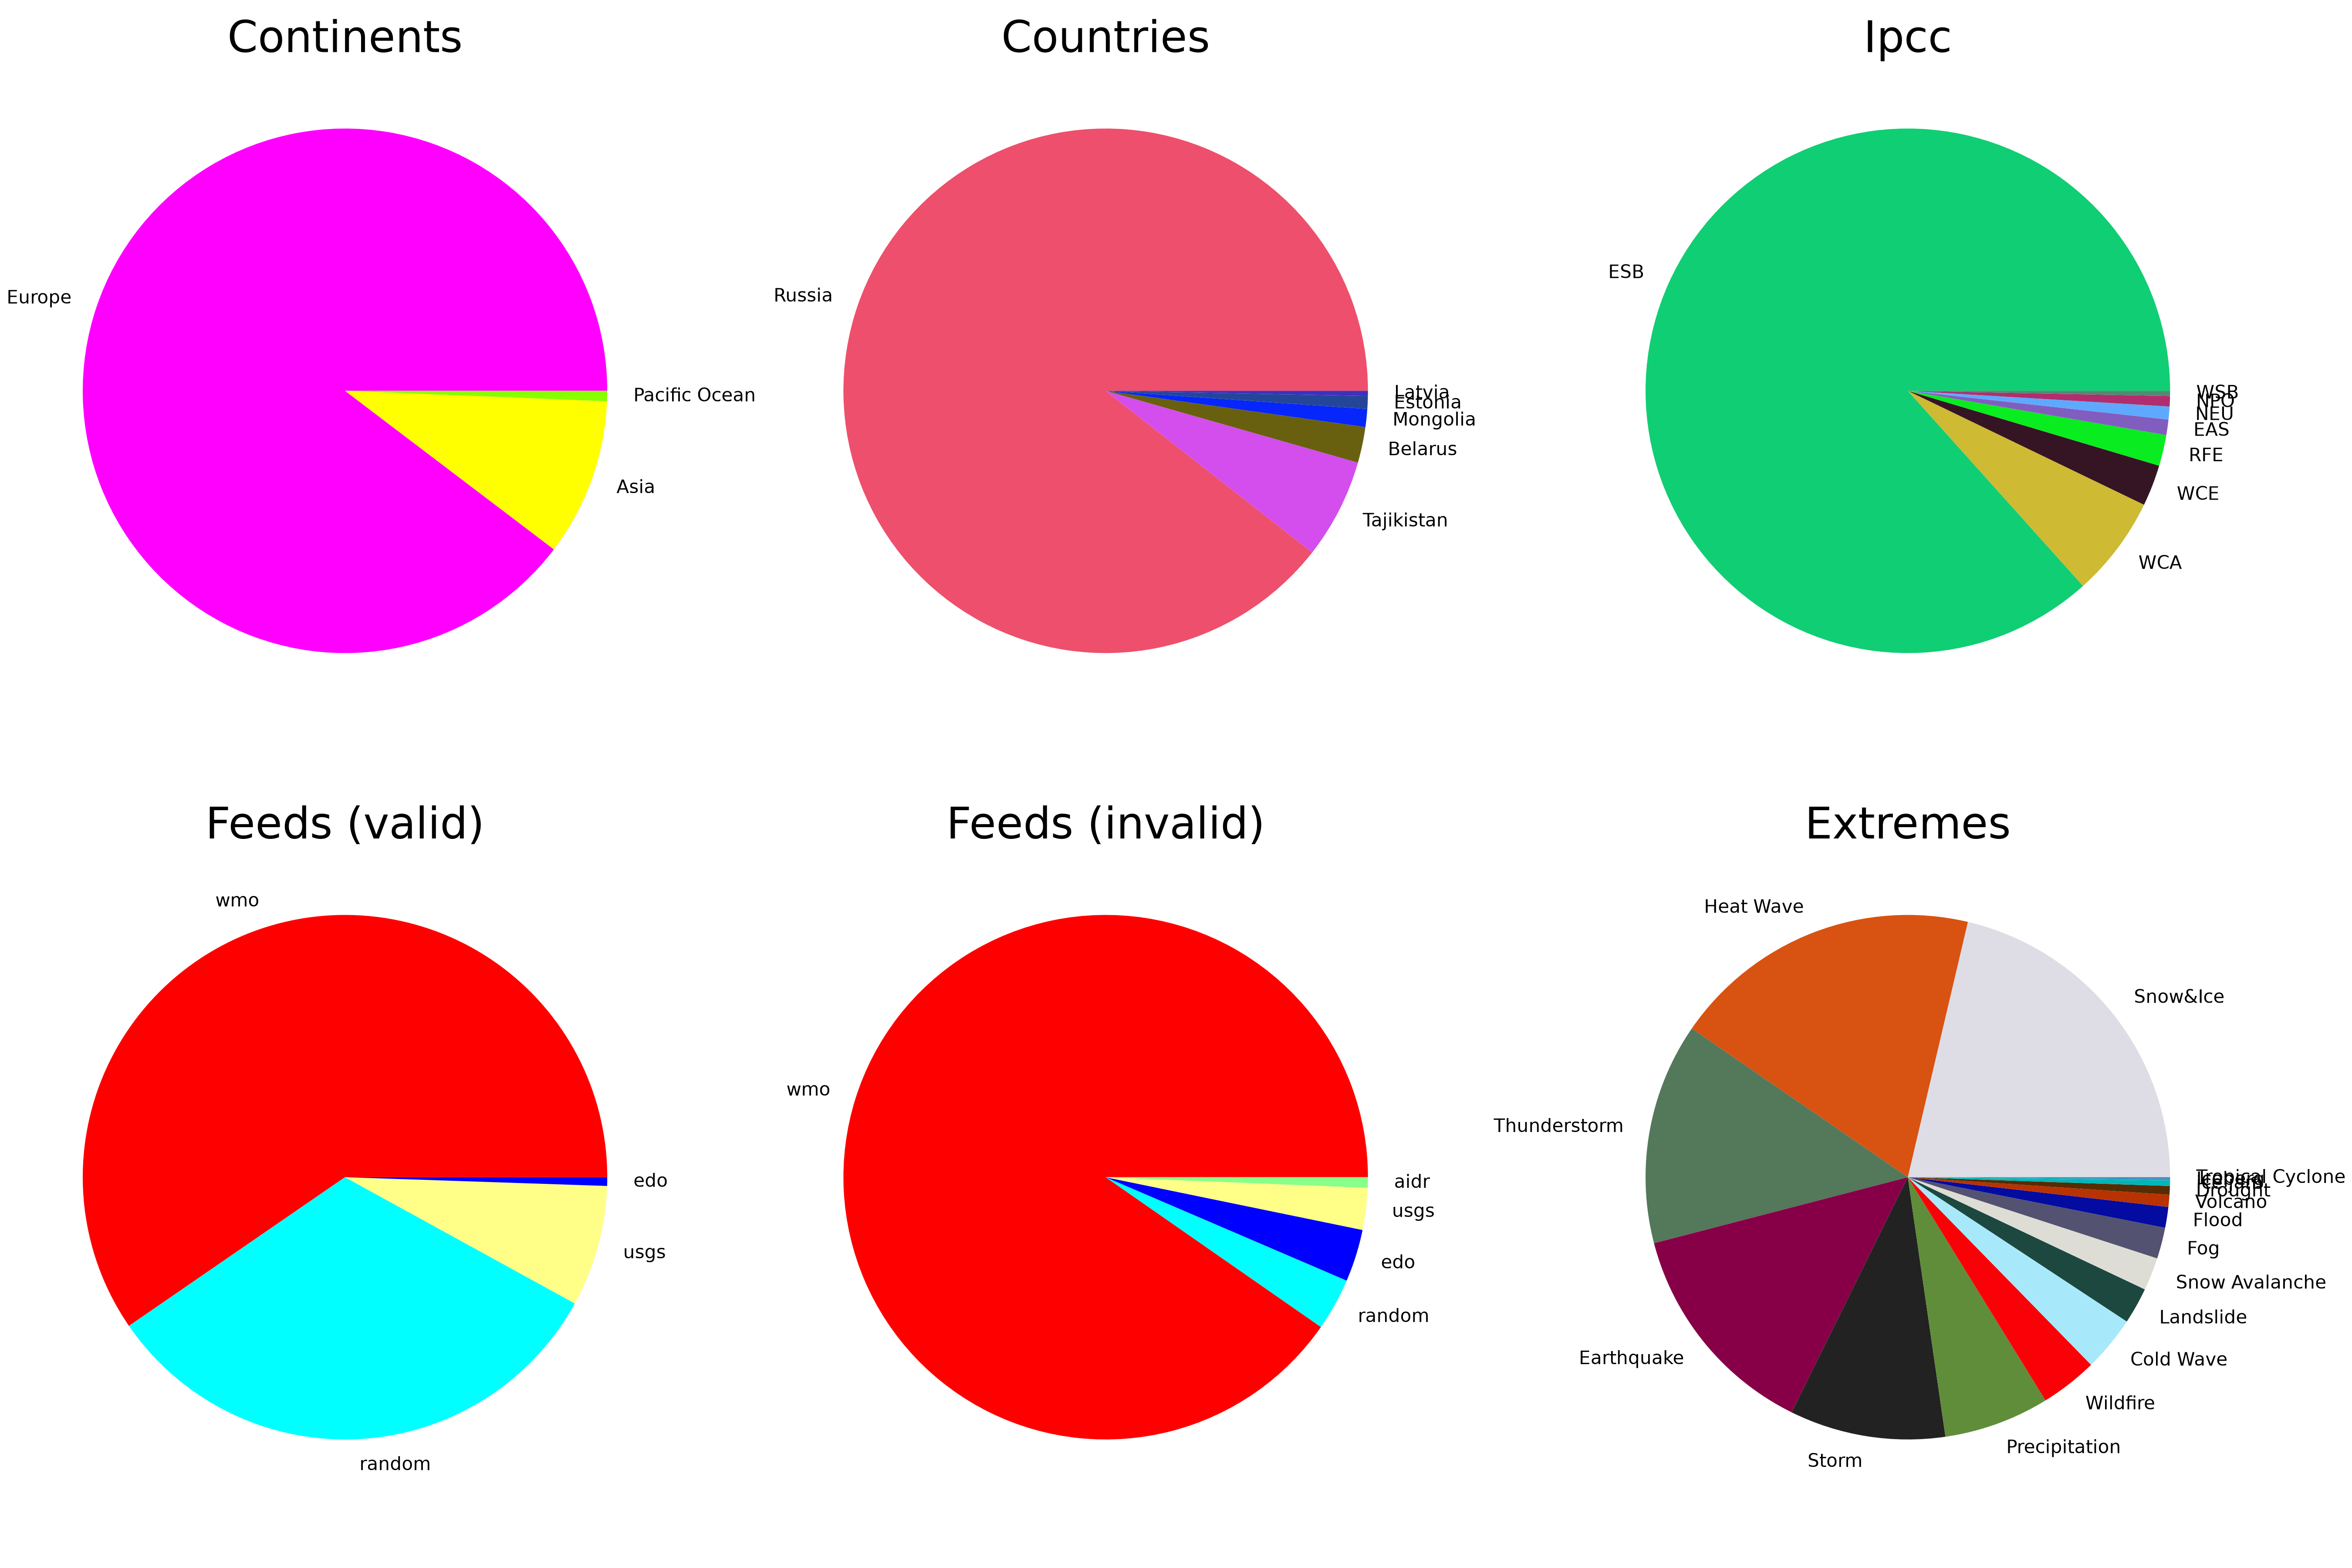 Continents
Countries
Ipcc
Europe
Pacific Ocean
Asia
Russia
Latvia
Estonia
Mongolia
Belarus
Tajikistan
ESB
WSB
NPO
NEU
EAS
RFE
WCE
WCA
Feeds (valid)
Feeds (invalid)
Extremes
wmo
edo
usgs
random
wmo
aidr
usgs
edo
random
Heat Wave
Snow&Ice
Thunderstorm
Tropical Cyclone
Drought
Volcano
Flood
Fog
Snow Avalanche
Landslide
Cold Wave
Wildfire
Precipitation
Storm
Earthquake